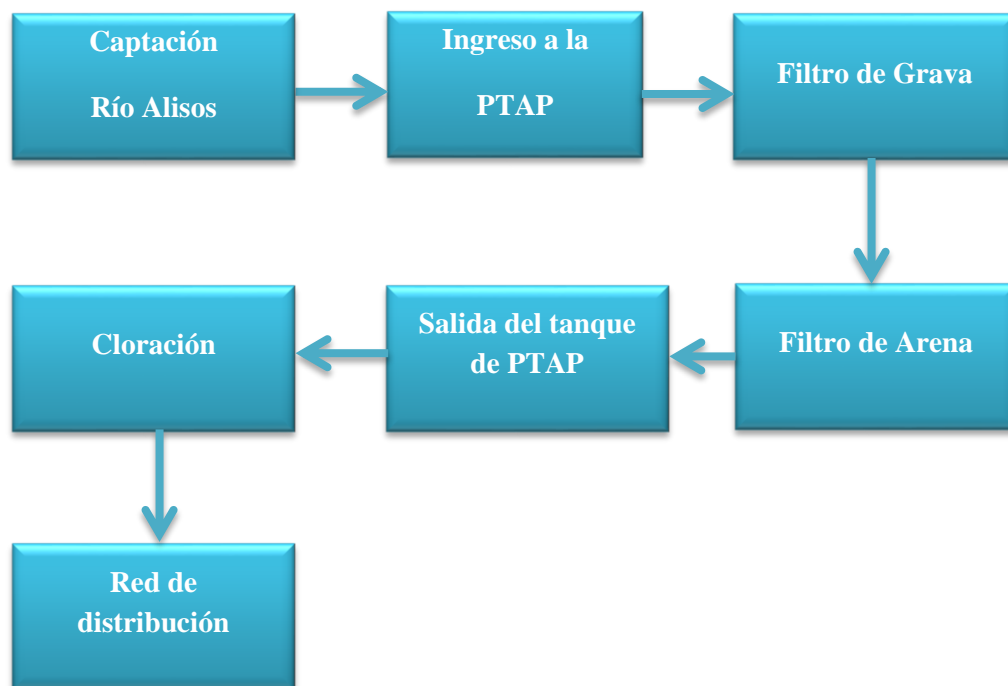 Captación
Río Alisos
Ingreso a la
PTAP
Filtro de Grava
Filtro de Arena
Salida del tanque
de PTAP
Cloración
Red de
distribución